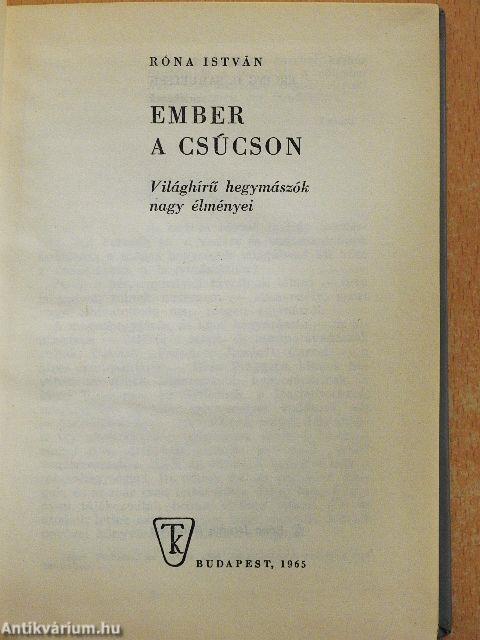 RÓNA ISTVÁN
EMBER
A CSÚCSON
Világhírű hegymászók
nagy élményei
TK
BUDAPEST, 1965
Antikvárium.hu